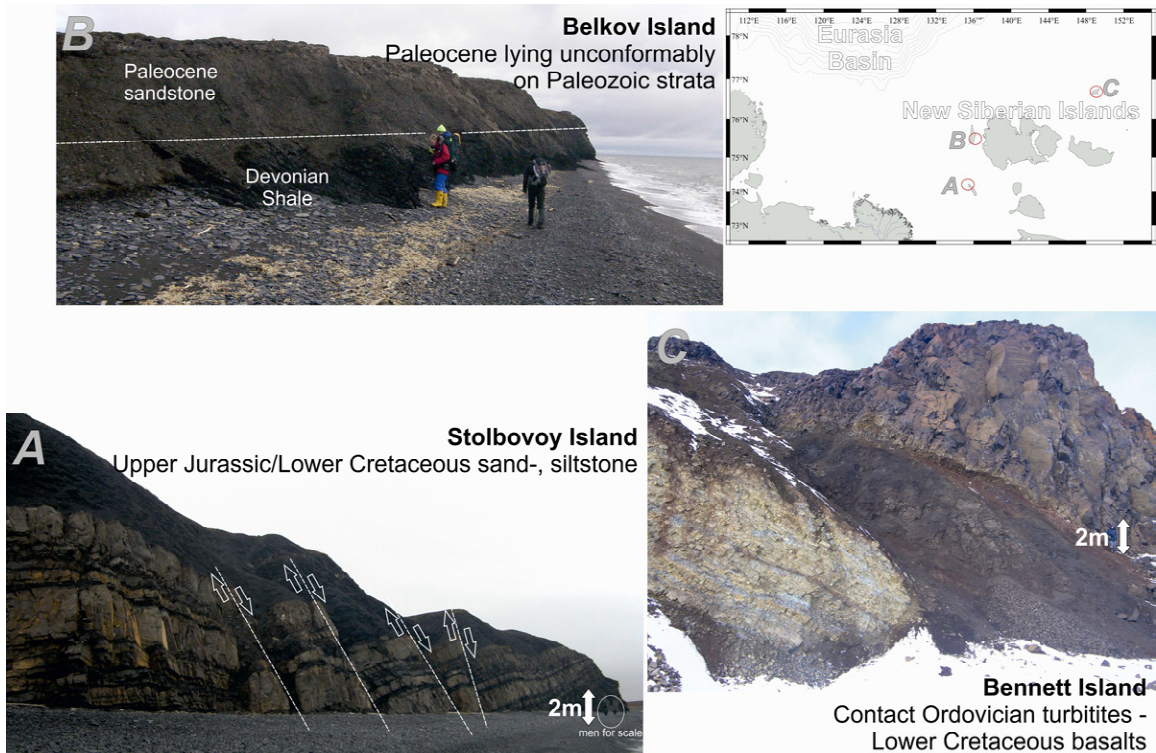 B
Belkov Island
Paleocene lying unconformably
on Paleozoic strata
Paleocene
sandstone
Devonian
Shale
112°E 116°E 120°E 124°E 128°E 132°E 136°E 140°E 144°E 148°E 152°E
78°N
77°N
76°N
75°N
74°N
73°N
Eurasia
Basin
New Siberian Islands
C
B
A
A
Stolbovoy Island
Upper Jurassic/Lower Cretaceous sand-, siltstone
2m
men for scale
C
2m
Bennett Island
Contact Ordovician turbitites -
Lower Cretaceous basalts